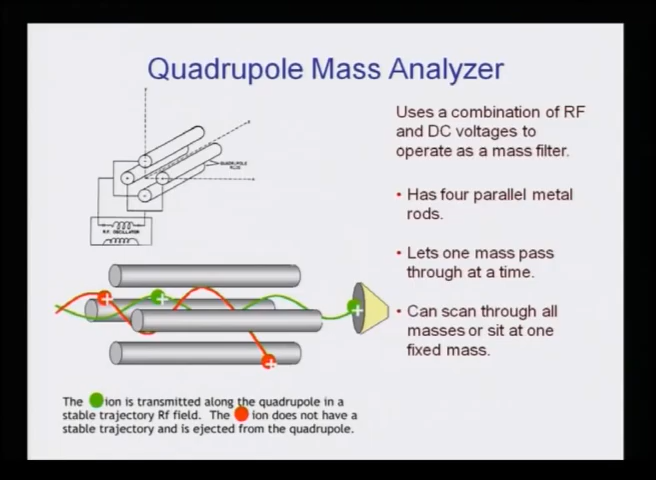 Quadrupole Mass Analyzer
QUADRUPOLE
R.F. OSCILLATOR
Uses a combination of RF
and DC voltages to
operate as a mass filter.
• Has four parallel metal
rods.
• Lets one mass pass
through at a time.
• Can scan through all
masses or sit at one
fixed mass.
The ion is transmitted along the quadrupole in a
stable trajectory Rf field. The ion does not have a
stable trajectory and is ejected from the quadrupole.